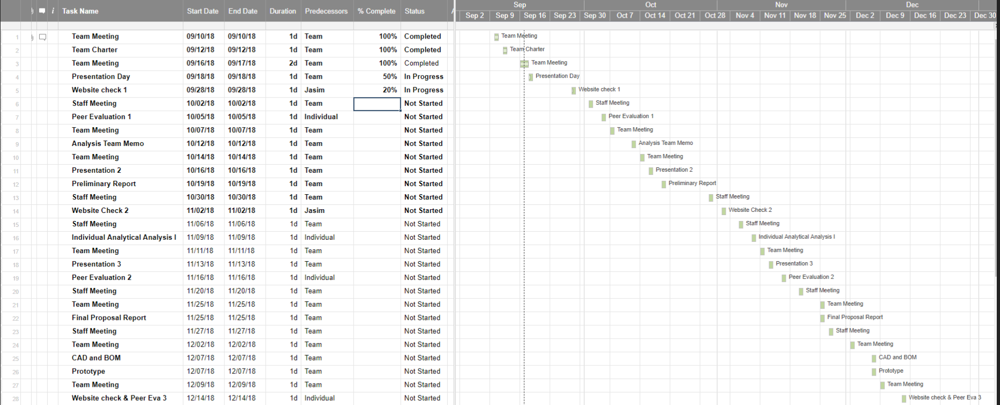 Sep Oct Nov Dec
i Task Name Start Date End Date Duration Predecessors % Complete Status Sep 2 Sep 9 Sep 16 Sep 23 Sep 30 Oct 7 Oct 14 Oct 21 Oct 28 Nov 4 Nov 11 Nov 18 Nov 25 Dec 2 Dec 9 Dec 16 Dec 23 Dec 30
1 Team Meeting 09/10/18 09/10/18 1d Team 100% Completed Team Meeting
2 Team Charter 09/12/18 09/12/18 1d Team 100% Completed Team Charter
3 Team Meeting 09/16/18 09/17/18 2d Team 100% Completed Team Meeting
4 Presentation Day 09/18/18 09/18/18 1d Team 50% In Progress Presentation Day
5 Website check 1 09/28/18 09/28/18 1d Jasim 20% In Progress Website check 1
6 Staff Meeting 10/02/18 10/02/18 1d Team Not Started Staff Meeting
7 Peer Evaluation 1 10/05/18 10/05/18 1d Individual Not Started Peer Evaluation 1
8 Team Meeting 10/07/18 10/07/18 1d Team Not Started Team Meeting
9 Analysis Team Memo 10/12/18 10/12/18 1d Team Not Started Analysis Team Memo
10 Team Meeting 10/14/18 10/14/18 1d Team Not Started Team Meeting
11 Presentation 2 10/16/18 10/16/18 1d Team Not Started Presentation 2
12 Preliminary Report 10/19/18 10/19/18 1d Team Not Started Preliminary Report
13 Staff Meeting 10/30/18 10/30/18 1d Team Not Started Staff Meeting
14 Website Check 2 11/02/18 11/02/18 1d Jasim Not Started Website Check 2
15 Staff Meeting 11/06/18 11/06/18 1d Team Not Started Staff Meeting
16 Individual Analytical Analysis I 11/09/18 11/09/18 1d Individual Not Started Individual Analytical Analysis I
17 Team Meeting 11/11/18 11/11/18 1d Team Not Started Team Meeting
18 Presentation 3 11/13/18 11/13/18 1d Team Not Started Presentation 3
19 Peer Evaluation 2 11/16/18 11/16/18 1d Individual Not Started Peer Evaluation 2
20 Staff Meeting 11/20/18 11/20/18 1d Team Not Started Staff Meeting
21 Team Meeting 11/25/18 11/25/18 1d Team Not Started Team Meeting
22 Final Proposal Report 11/25/18 11/25/18 1d Team Not Started Final Proposal Report
23 Staff Meeting 11/27/18 11/27/18 1d Team Not Started Staff Meeting
24 Team Meeting 12/02/18 12/02/18 1d Team Not Started Team Meeting
25 CAD and BOM 12/07/18 12/07/18 1d Team Not Started CAD and BOM
26 Prototype 12/07/18 12/07/18 1d Team Not Started Prototype
27 Team Meeting 12/09/18 12/09/18 1d Team Not Started Team Meeting
28 Website check & Peer Eva 3 12/14/18 12/14/18 1d Individual Not Started Website check & Peer Eva 3